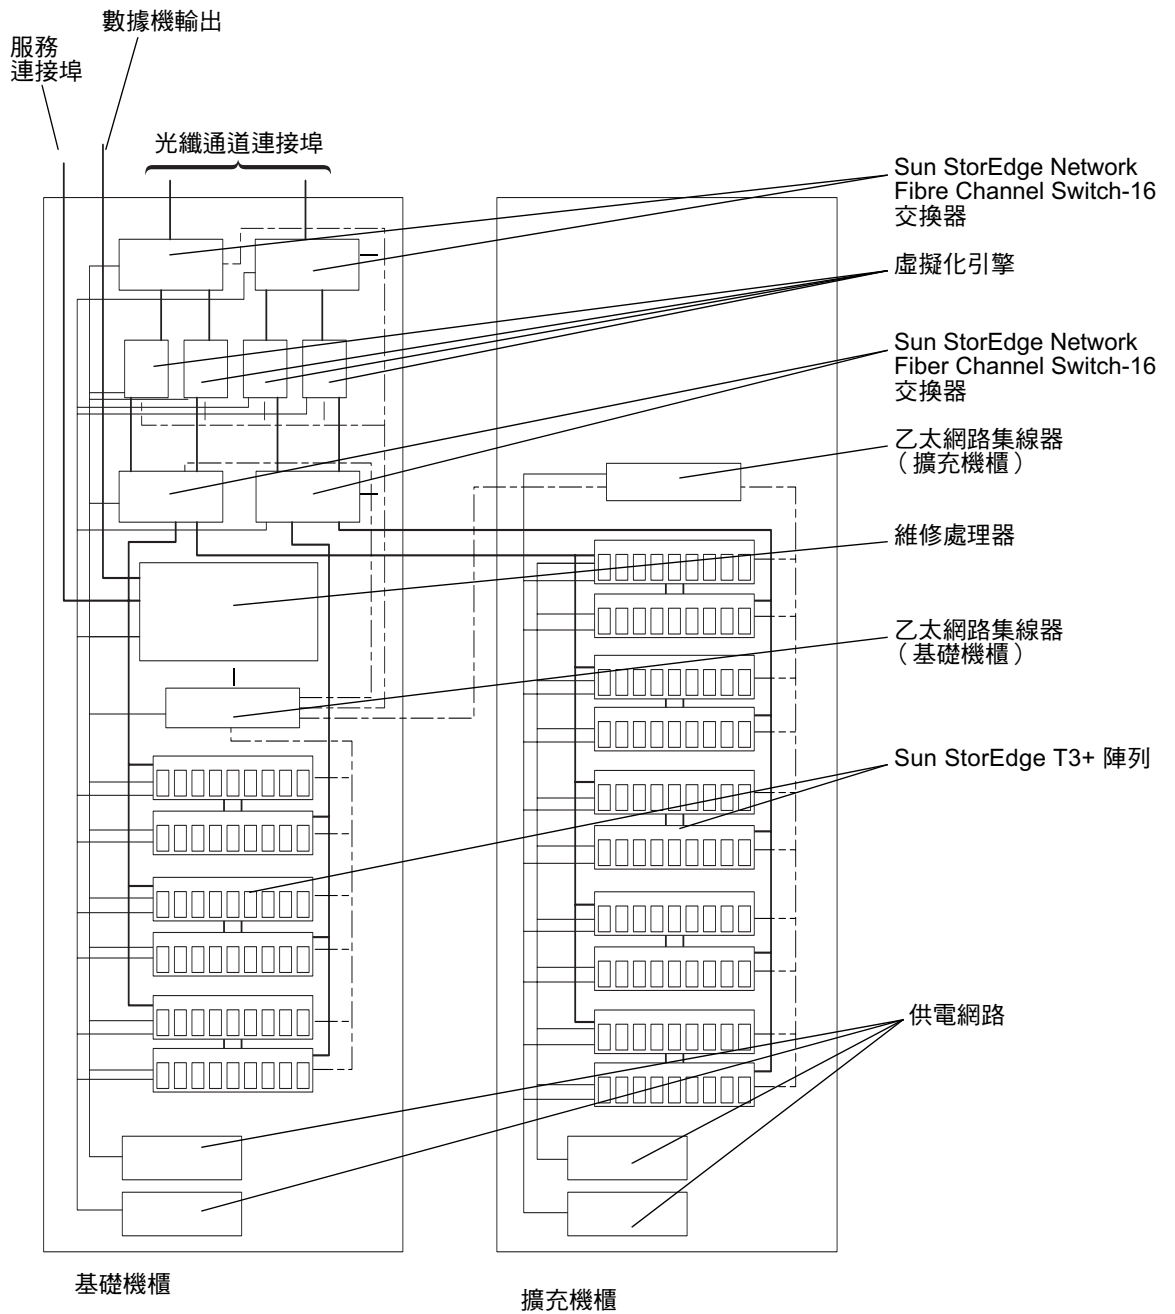 數據機輸出
服務
連接埠
光纖通道連接埠
Sun StorEdge Network
Fibre Channel Switch-16
交換器
虛擬化引擎
Sun StorEdge Network
Fiber Channel Switch-16
交換器
乙太網路集線器
（擴充機櫃）
維修處理器
乙太網路集線器
（基礎機櫃）
Sun StorEdge T3+ 陣列
供電網路
基礎機櫃
擴充機櫃